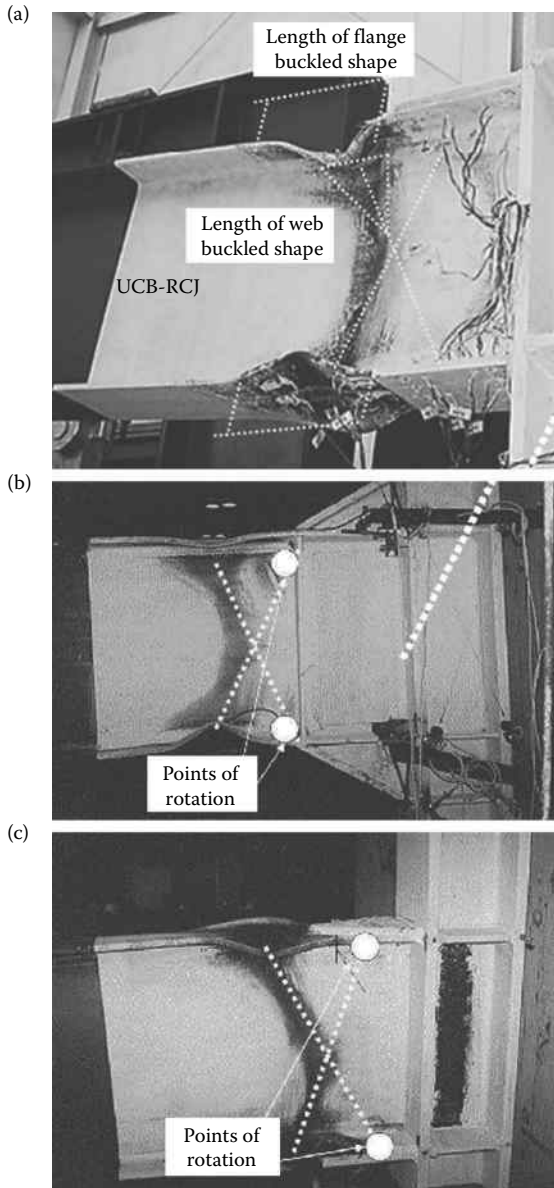 (a)
Length of flange
buckled shape
Length of web
buckled shape
UCB-RCJ
(b)
Points of
rotation
(c)
Points of
rotation